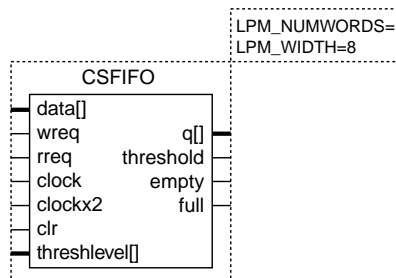 LPM_NUMWORDS=
LPM_WIDTH=8
CSFIFO
data[]
wreq
q[]
rreq
threshold
clock
empty
clockx2
full
clr
threshlevel[]